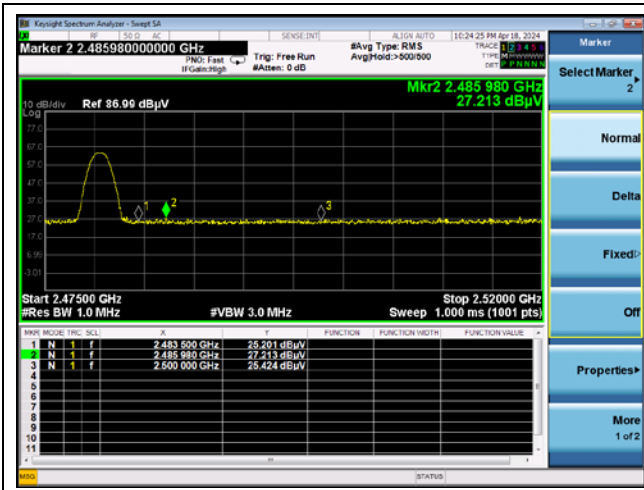 Keysight Spectrum Analyzer - Swept SA
RF 50 Ω AC SENSE:INT ALIGN AUTO 10:24:25 PM Apr 18, 2024
Marker 2 2.485980000000 GHz
PNO: Fast
IFGain:High
Trig: Free Run
#Atten: 0 dB
#Avg Type: RMS
Avg|Hold:>500/500
TRACE 1 2 3 4 5 6
TYPE
DET P P N N N N
Mkr2 2.485 980 GHz
27.213 dBµV
10 dB/div Ref 86.99 dBµV
Log
77.0
67.0
57.0
47.0
37.0
27.0
17.0
6.99
-3.01
1
2
3
Start 2.47500 GHz Stop 2.52000 GHz
#Res BW 1.0 MHz #VBW 3.0 MHz Sweep 1.000 ms (1001 pts)
MKR MODE TRC SCL X Y FUNCTION FUNCTION WIDTH FUNCTION VALUE
1 N 1 f 2.483 500 GHz 25.201 dBµV
2 N 1 f 2.485 980 GHz 27.213 dBµV
3 N 1 f 2.500 000 GHz 25.424 dBµV
4
5
6
7
8
9
10
11
MSG STATUS
Marker
Select Marker
2
Normal
Delta
Fixed
Off
Properties
More
1 of 2